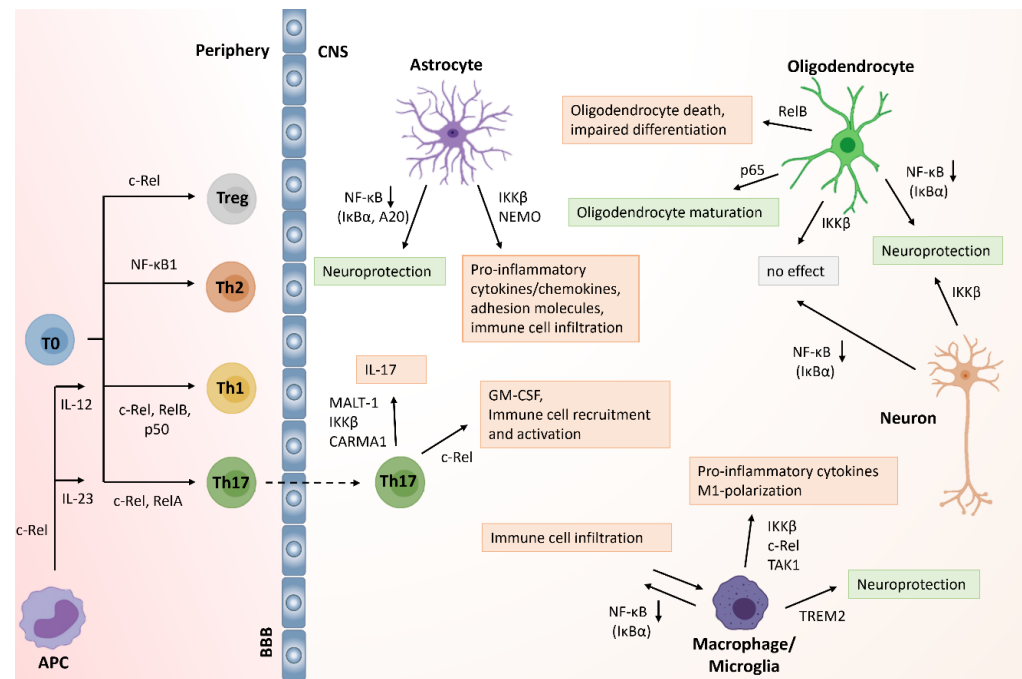 Periphery
CNS
BBB
T0
c-Rel
Treg
NF-κB1
Th2
IL-12
c-Rel, RelB,
p50
Th1
IL-23
c-Rel, RelA
Th17
c-Rel
APC
Astrocyte
NF-κB
(IκBα, A20)
IKKβ
NEMO
Neuroprotection
Pro-inflammatory
cytokines/chemokines,
adhesion molecules,
immune cell infiltration
IL-17
MALT-1
IKKβ
CARMA1
Th17
c-Rel
GM-CSF,
Immune cell recruitment
and activation
Oligodendrocyte
Oligodendrocyte death,
impaired differentiation
RelB
p65
Oligodendrocyte maturation
IKKβ
no effect
NF-κB
(IκBα)
Neuroprotection
IKKβ
NF-κB
(IκBα)
Neuron
Pro-inflammatory cytokines
M1-polarization
IKKβ
c-Rel
TAK1
Immune cell infiltration
NF-κB
(IκBα)
Neuroprotection
TREM2
Macrophage/
Microglia